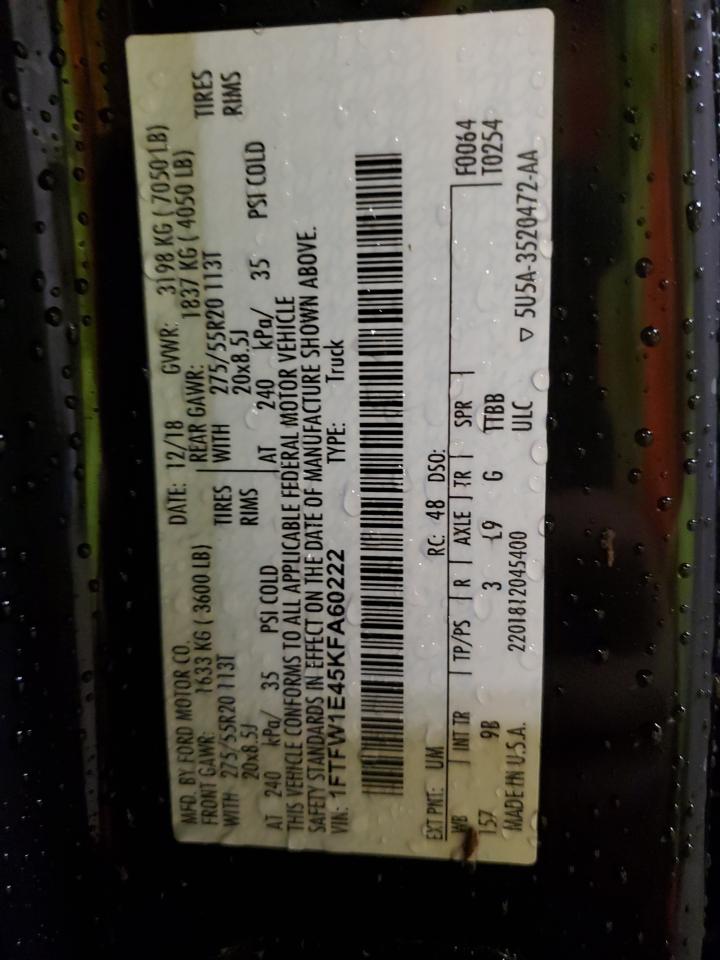 MFD. BY FORD MOTOR CO. DATE: 12/18 GVWR: 3198 KG ( 7050 LB)
FRONT GAWR: 1633 KG ( 3600 LB) REAR GAWR: 1837 KG ( 4050 LB)
WITH 275/55R20 113T TIRES WITH 275/55R20 113T TIRES
20x8.5J RIMS 20x8.5J RIMS
AT 240 kPa/ 35 PSI COLD AT 240 kPa/ 35 PSI COLD
THIS VEHICLE CONFORMS TO ALL APPLICABLE FEDERAL MOTOR VEHICLE
SAFETY STANDARDS IN EFFECT ON THE DATE OF MANUFACTURE SHOWN ABOVE.
VIN: 1FTFW1E45KFA60222 TYPE: Truck
EXT PNT: UM RC: 48 DSO: F0064
WB INT TR TP/PS R AXLE TR SPR T0254
157 9B 3 L9 G TTBB
MADE IN U.S.A. 2201812045400 ULC ▽ 5U5A-3520472-AA